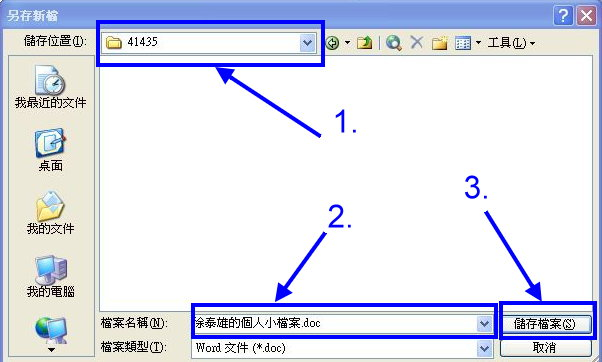 另存新檔
儲存位置(I):
41435
工具(L)
1.
我最近的文件
桌面
我的文件
我的電腦
2.
3.
檔案名稱(N):
徐泰雄的個人小檔案.doc
儲存檔案(S)
檔案類型(T):
Word 文件 (*.doc)
取消